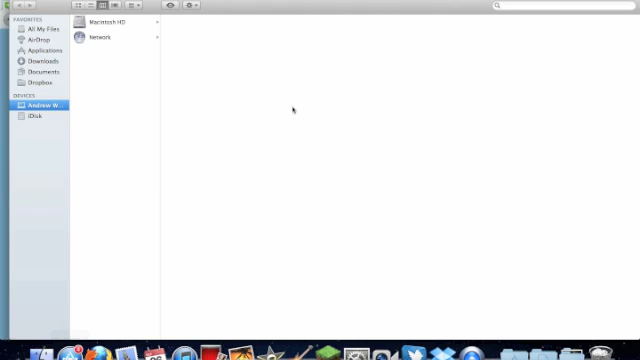 FAVORITES
All My Files
AirDrop
Applications
Downloads
Documents
Dropbox
DEVICES
Andrew W...
iDisk
Macintosh HD
Network